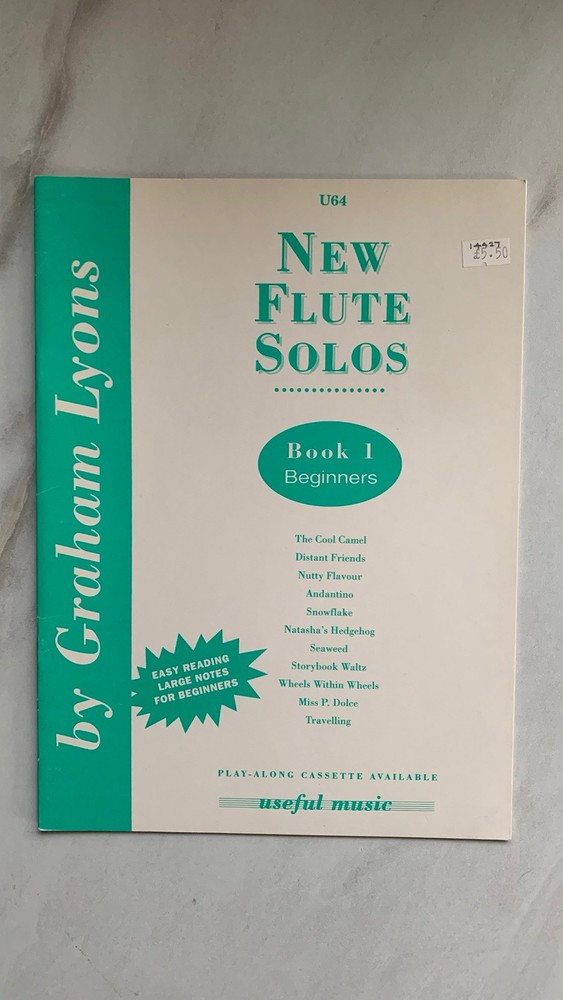 U64
NEW
FLUTE
SOLOS
£5.50
Book 1
Beginners
by Graham Lyons
The Cool Camel
Distant Friends
Nutty Flavour
Andantino
Snowflake
Natasha's Hedgehog
Seaweed
Storybook Waltz
Wheels Within Wheels
Miss P. Dolce
Travelling
EASY READING
LARGE NOTES
FOR BEGINNERS
PLAY-ALONG CASSETTE AVAILABLE
useful music